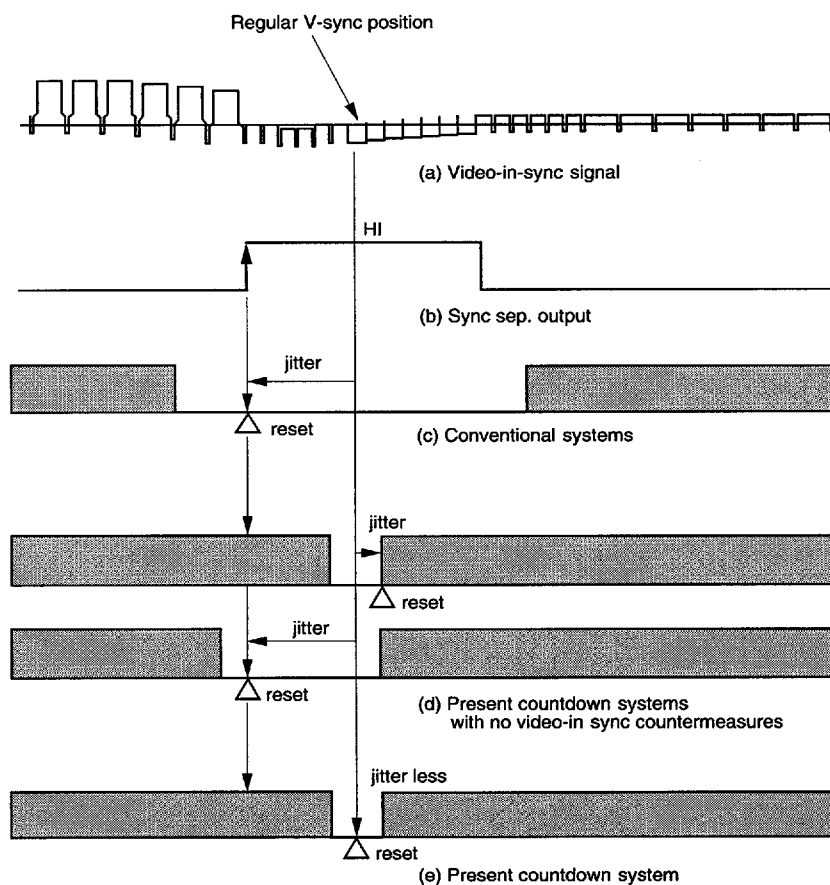 Regular V-sync position
(a) Video-in-sync signal
HI
(b) Sync sep. output
jitter
reset
(c) Conventional systems
jitter
reset
jitter
reset
(d) Present countdown systems
with no video-in sync countermeasures
jitter less
reset
(e) Present countdown system